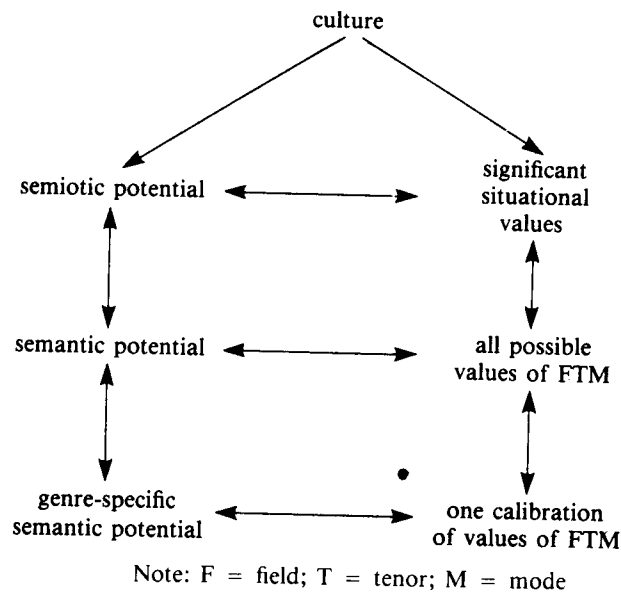 culture
semiotic potential
significant
situational
values
semantic potential
all possible
values of FTM
genre-specific
semantic potential
one calibration
of values of FTM
Note: F = field; T = tenor; M = mode